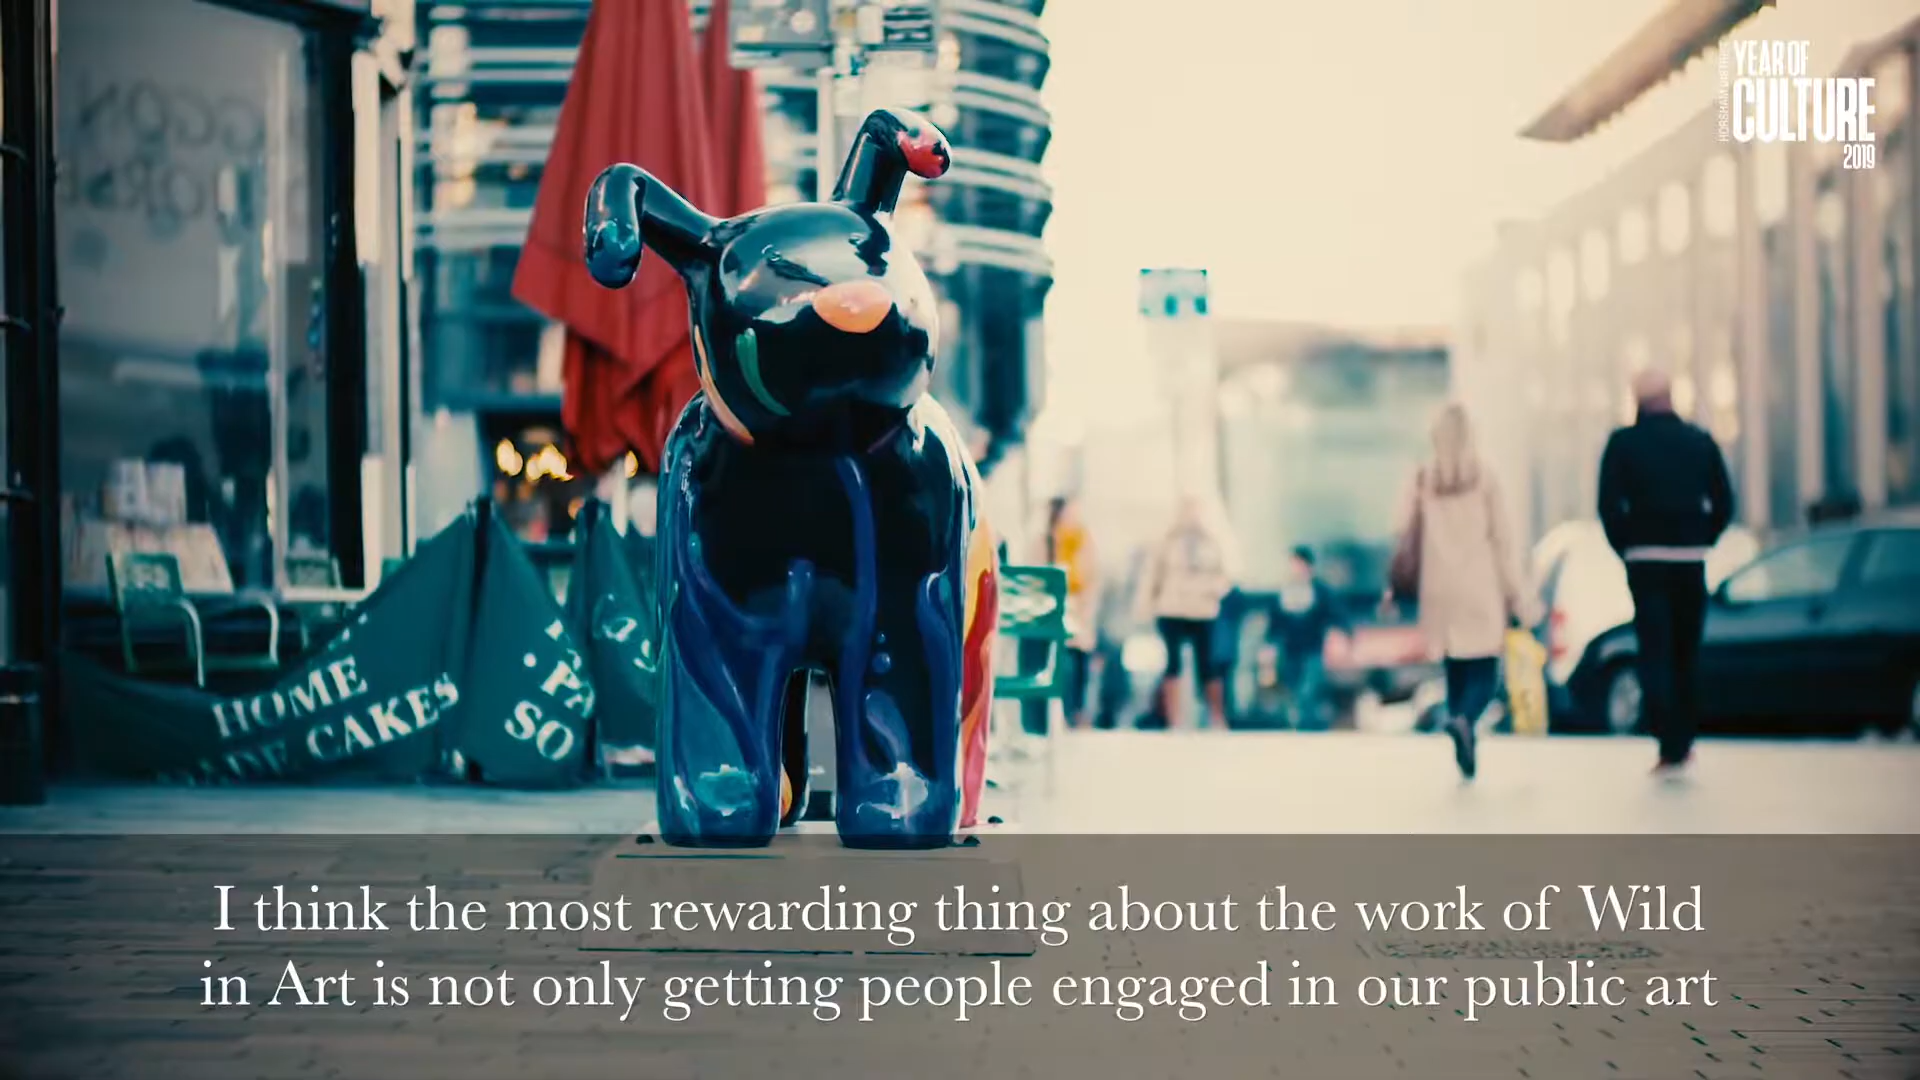 HORSHAM DISTRICT
YEAR OF
CULTURE
2019
HOME
MADE CAKES
SO
I think the most rewarding thing about the work of Wild
in Art is not only getting people engaged in our public art